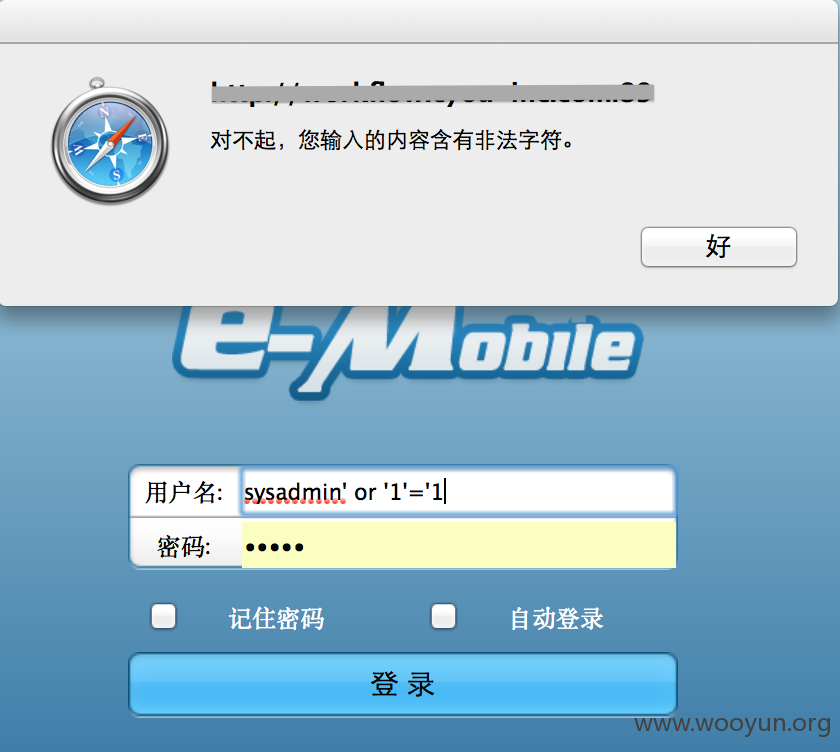 对不起，您输入的内容含有非法字符。
好
e-Mobile
用户名:
sysadmin' or '1'='1
密码:
记住密码
自动登录
登 录
www.wooyun.org